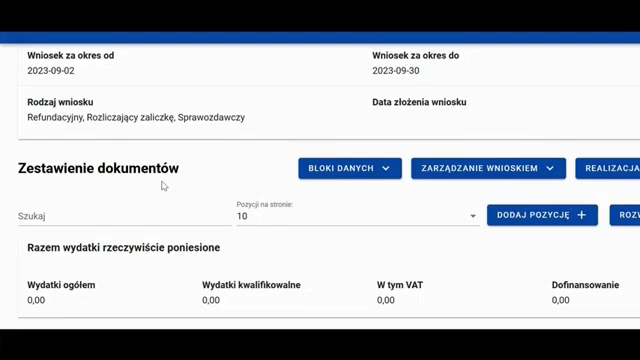 Wniosek za okres od
Wniosek za okres do
2023-09-02
2023-09-30
Rodzaj wniosku
Data złożenia wniosku
Refundacyjny, Rozliczający zaliczkę, Sprawozdawczy
Zestawienie dokumentów
BLOKI DANYCH
ZARZĄDZANIE WNIOSKIEM
REALIZACJA
Szukaj
Pozycji na stronie:
10
DODAJ POZYCJĘ +
ROZW
Razem wydatki rzeczywiście poniesione
Wydatki ogółem
Wydatki kwalifikowalne
W tym VAT
Dofinansowanie
0,00
0,00
0,00
0,00